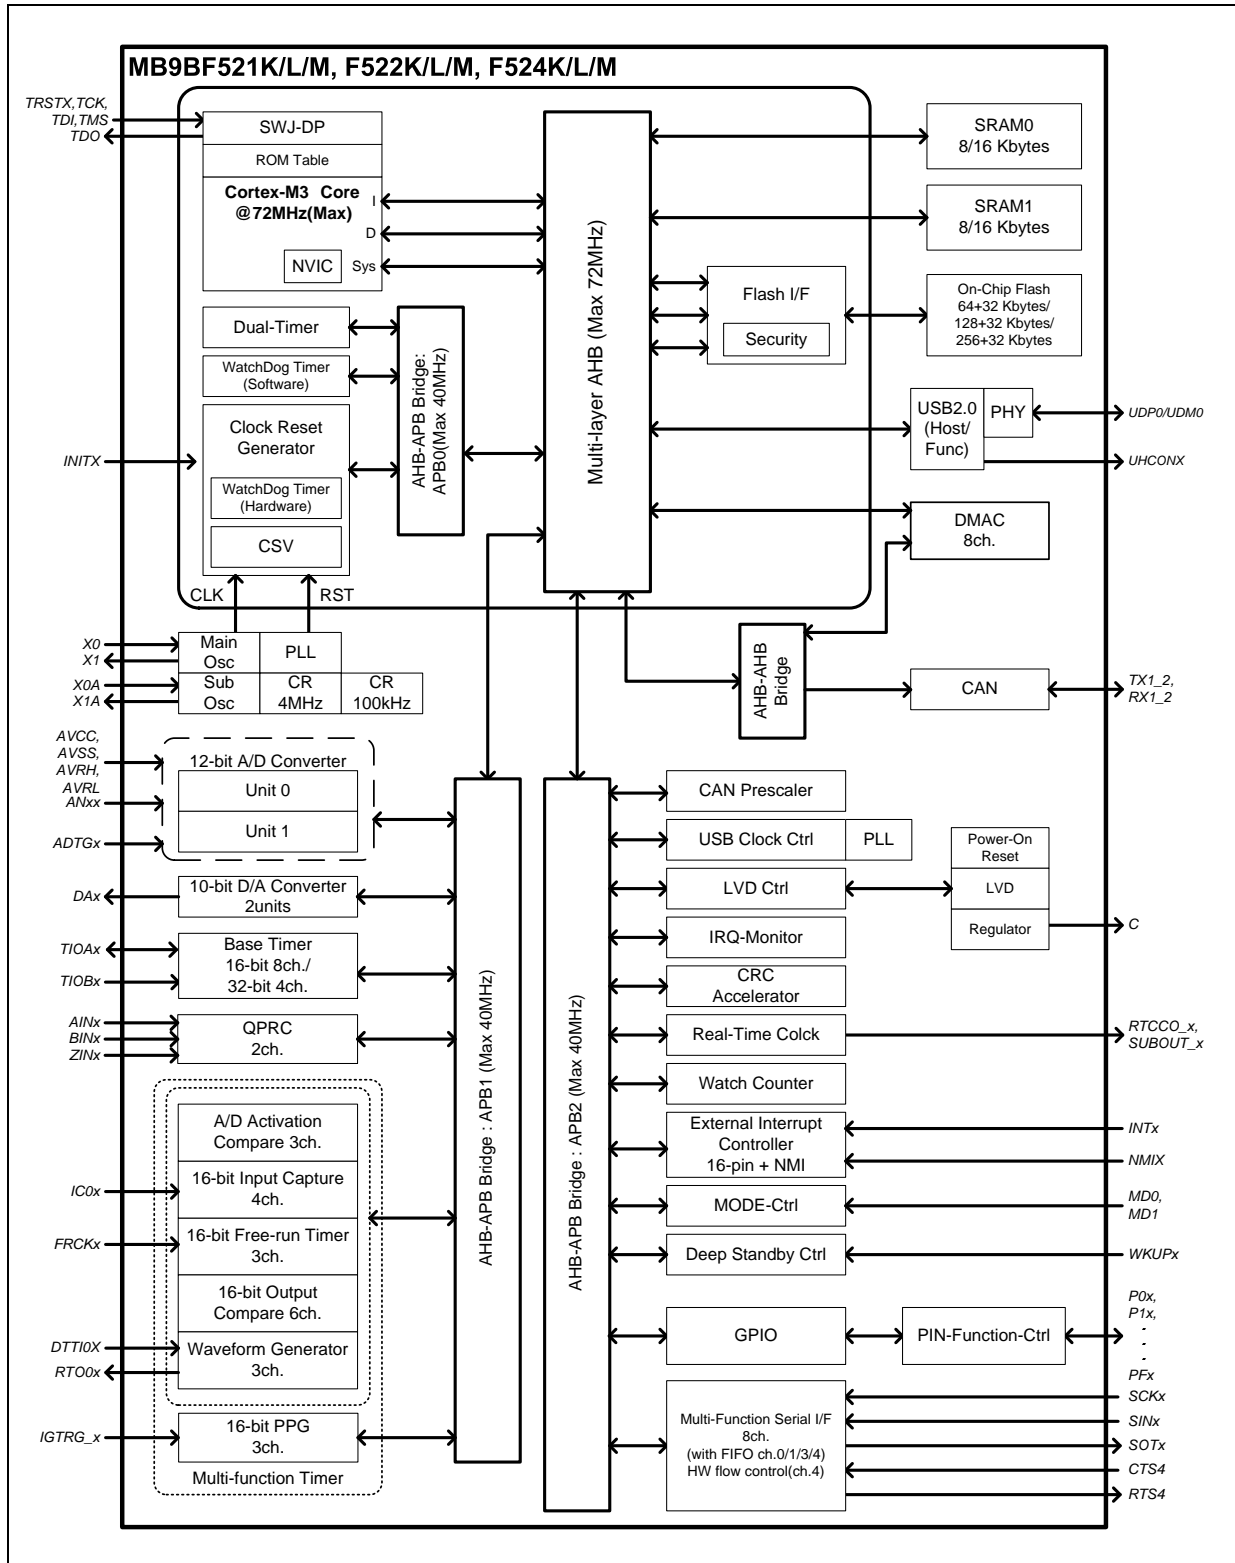 MB9BF521K/L/M, F522K/L/M, F524K/L/M
TRSTX,TCK,
TDI,TMS
TDO
SWJ-DP
ROM Table
Cortex-M3 Core
@72MHz(Max)
I
D
NVIC
Sys
Dual-Timer
WatchDog Timer
(Software)
Clock Reset
Generator
INITX
WatchDog Timer
(Hardware)
CSV
CLK
RST
AHB-APB Bridge:
APB0(Max 40MHz)
Multi-layer AHB (Max 72MHz)
SRAM0
8/16 Kbytes
SRAM1
8/16 Kbytes
Flash I/F
Security
On-Chip Flash
64+32 Kbytes/
128+32 Kbytes/
256+32 Kbytes
USB2.0
(Host/
Func)
PHY
UDP0/UDM0
UHCONX
DMAC
8ch.
AHB-AHB
Bridge
CAN
TX1_2,
RX1_2
X0
X1
X0A
X1A
Main
Osc
PLL
Sub
Osc
CR
4MHz
CR
100kHz
AVCC,
AVSS,
AVRH,
AVRL
ANxx
ADTGx
12-bit A/D Converter
Unit 0
Unit 1
DAx
10-bit D/A Converter
2units
TIOAx
TIOBx
Base Timer
16-bit 8ch./
32-bit 4ch.
AINx
BINx
ZINx
QPRC
2ch.
A/D Activation
Compare 3ch.
IC0x
16-bit Input Capture
4ch.
FRCKx
16-bit Free-run Timer
3ch.
16-bit Output
Compare 6ch.
DTTI0X
RTO0x
Waveform Generator
3ch.
IGTRG_x
16-bit PPG
3ch.
Multi-function Timer
AHB-APB Bridge : APB1 (Max 40MHz)
AHB-APB Bridge : APB2 (Max 40MHz)
CAN Prescaler
USB Clock Ctrl
PLL
LVD Ctrl
Power-On
Reset
LVD
Regulator
C
IRQ-Monitor
CRC
Accelerator
Real-Time Colck
RTCCO_x,
SUBOUT_x
Watch Counter
External Interrupt
Controller
16-pin + NMI
INTx
NMIX
MODE-Ctrl
MD0,
MD1
Deep Standby Ctrl
WKUPx
GPIO
PIN-Function-Ctrl
P0x,
P1x,
-
-
-
PFx
Multi-Function Serial I/F
8ch.
(with FIFO ch.0/1/3/4)
HW flow control(ch.4)
SCKx
SINx
SOTx
CTS4
RTS4